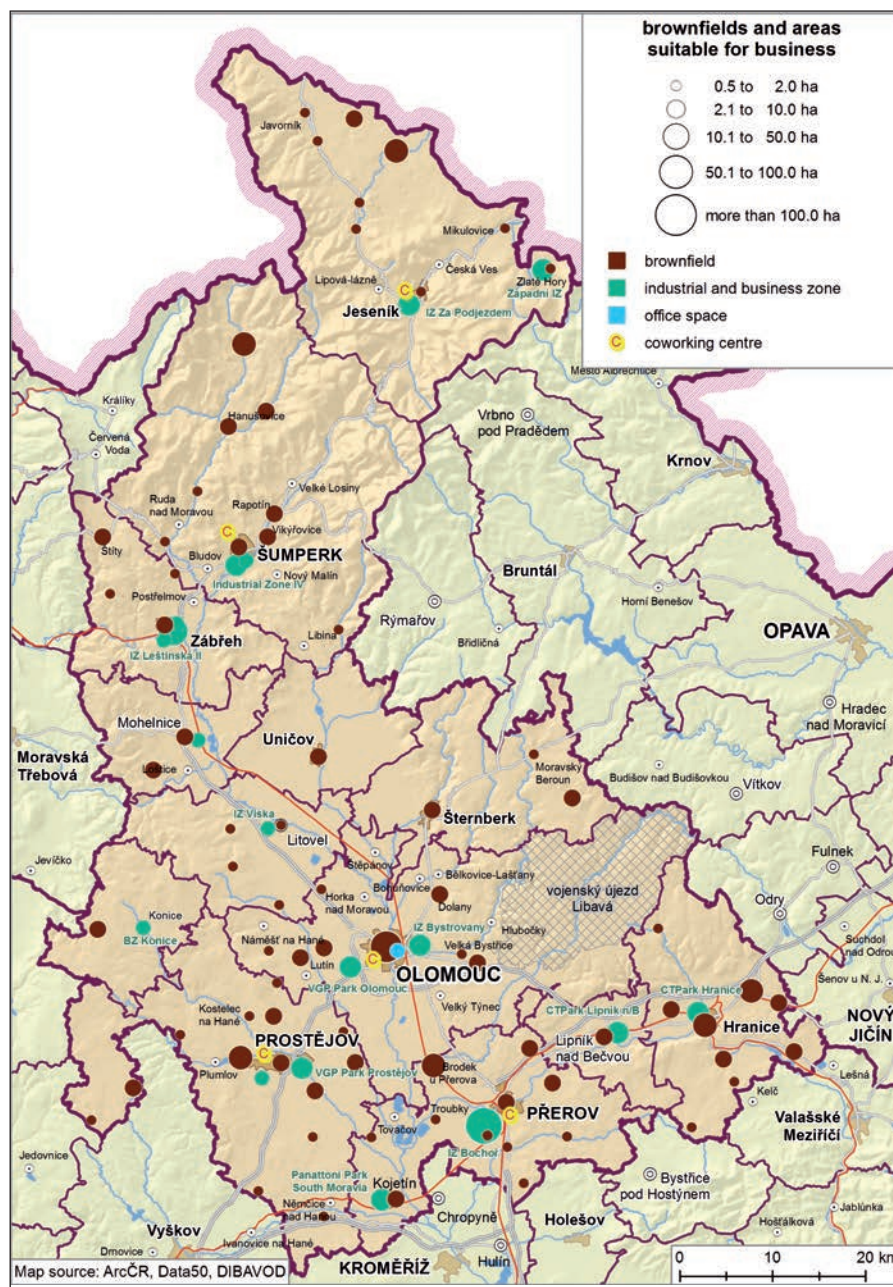 brownfields and areas
suitable for business
0.5 to 2.0 ha
2.1 to 10.0 ha
10.1 to 50.0 ha
50.1 to 100.0 ha
more than 100.0 ha
brownfield
industrial and business zone
office space
C coworking centre
Javorník
Mikulovice
Česká Ves
Lipová-lázně
Zlaté Hory
Západní IZ
C
Jeseník
IZ Za Podjezdem
Město Albrechtice
Králíky
Hanušovice
Vrbno
pod Pradědem
Červená
Voda
Krnov
Velké Losiny
Ruda
nad Moravou
Rapotín
Vikýřovice
C
Štíty
Bludov
ŠUMPERK
Bruntál
Industrial Zone IV
Nový Malín
Horní Benešov
Postřelmov
Rýmařov
OPAVA
Zábřeh
Libina
Břidličná
IZ Leštinská II
Hradec
nad Moravicí
Mohelnice
Uničov
Moravská
Třebová
Loštice
Moravský
Beroun
Budišov nad Budišovkou
Vítkov
IZ Víska
Šternberk
Litovel
Jevíčko
Štěpánov
Fulnek
Bohuňovice
Bělkovice-Lašťany
vojenský újezd
Libavá
Horka
nad Moravou
Dolany
Odry
Konice
BZ Konice
IZ Bystrovany
Hlubočky
Náměšť na Hané
Velká Bystřice
Suchdol
nad Odrou
Lutín
C
OLOMOUC
Šenov u N. J.
VGP Park Olomouc
CTPark Hranice
Velký Týnec
CTPark Lipník n/B
Kostelec
na Hané
NOVÝ
JIČÍN
Hranice
PROSTĚJOV
Lipník
nad Bečvou
C
Plumlov
VGP Park Prostějov
Brodek
u Přerova
Lešná
Kelč
Troubky
PŘEROV
C
Valašské
Meziříčí
Tovačov
IZ Bochoř
Jedovnice
Panattoni Park
South Moravia
Kojetín
Bystřice
pod Hostýnem
Němčice
nad Hanou
Chropyně
Jablůnka
Vyškov
Holešov
Hošťálková
Drnovice
Ivanovice na Hané
KROMĚŘÍŽ
Hulín
0 10 20 km
Map source: ArcČR, Data50, DIBAVOD